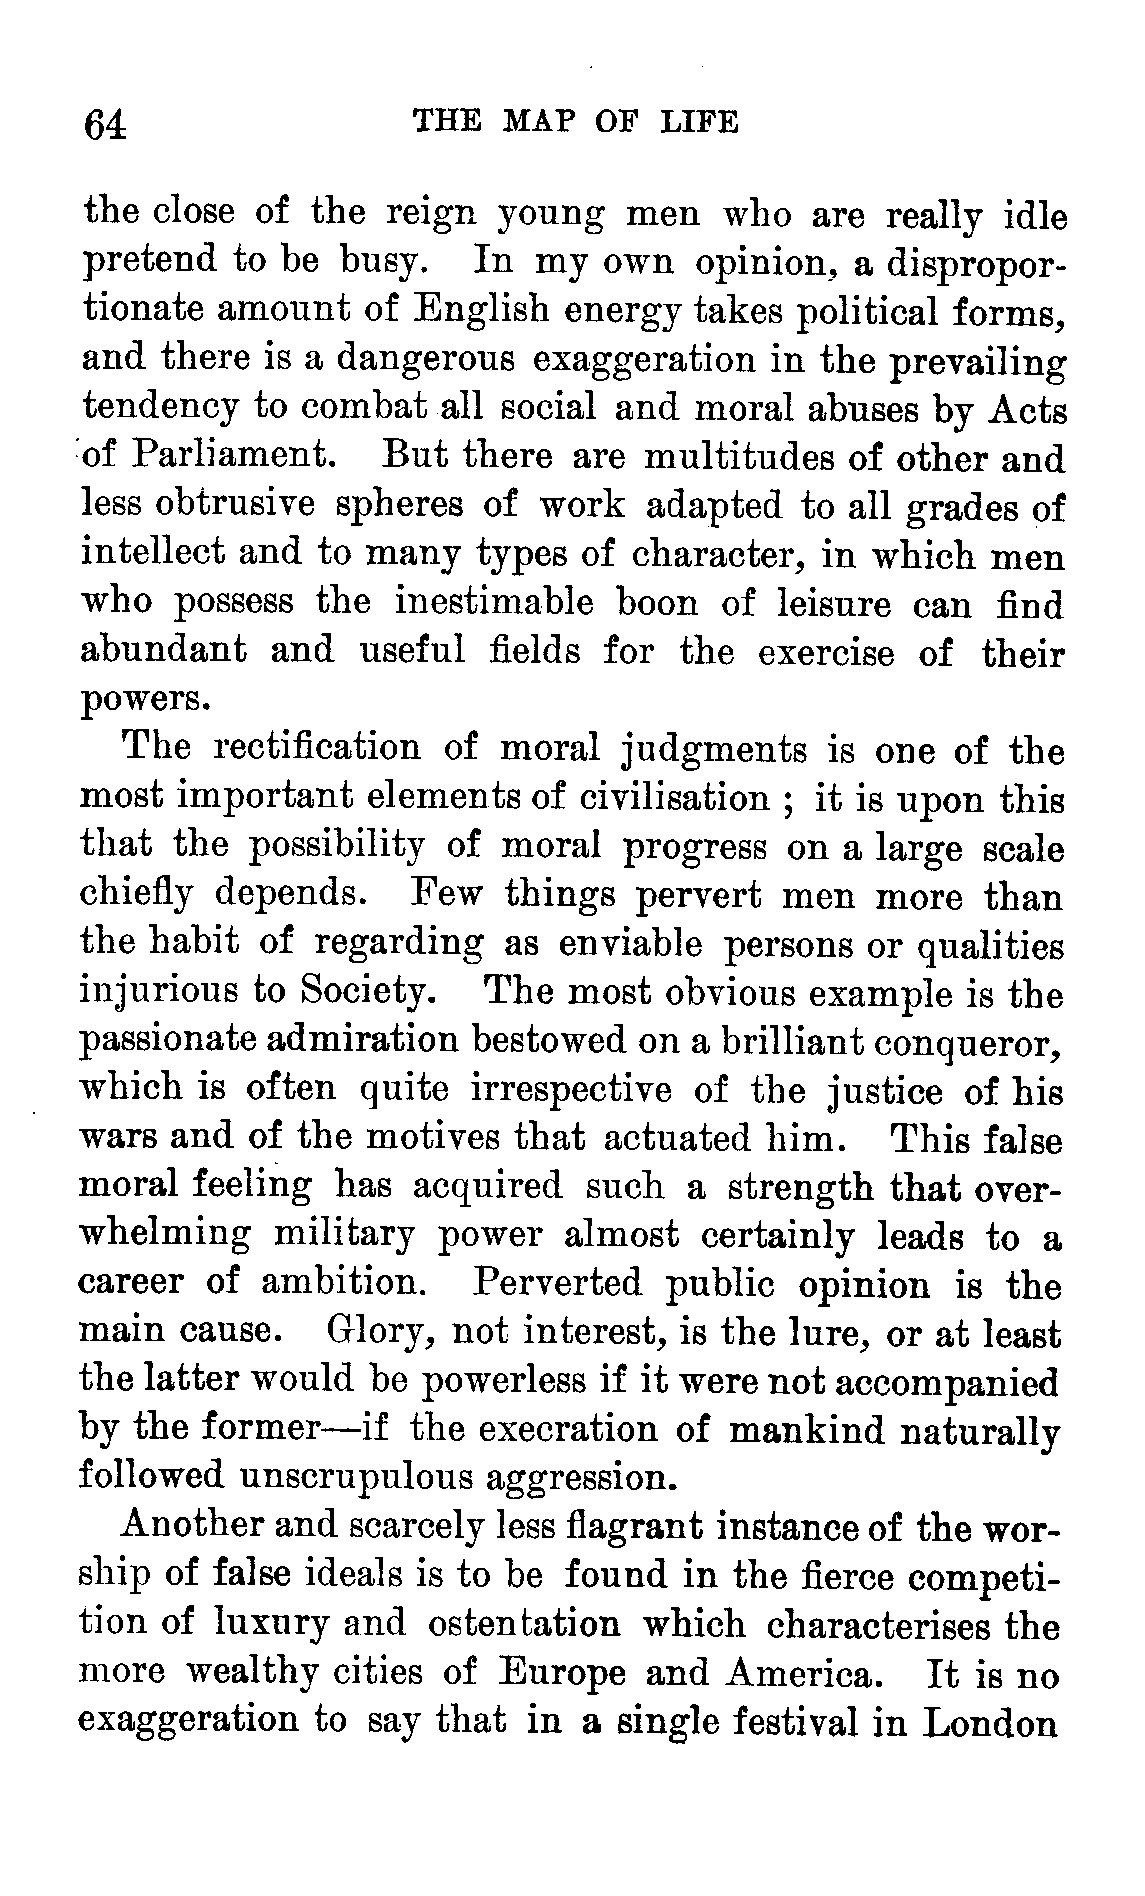 64 THE MAP OF LIFE
the close of the reign young men who are really idle
pretend to be busy. In my own opinion, a dispropor-
tionate amount of English energy takes political forms,
and there is a dangerous exaggeration in the prevailing
tendency to combat all social and moral abuses by Acts
of Parliament. But there are multitudes of other and
less obtrusive spheres of work adapted to all grades of
intellect and to many types of character, in which men
who possess the inestimable boon of leisure can find
abundant and useful fields for the exercise of their
powers.
The rectification of moral judgments is one of the
most important elements of civilisation ; it is upon this
that the possibility of moral progress on a large scale
chiefly depends. Few things pervert men more than
the habit of regarding as enviable persons or qualities
injurious to Society. The most obvious example is the
passionate admiration bestowed on a brilliant conqueror,
which is often quite irrespective of the justice of his
wars and of the motives that actuated him. This false
moral feeling has acquired such a strength that over-
whelming military power almost certainly leads to a
career of ambition. Perverted public opinion is the
main cause. Glory, not interest, is the lure, or at least
the latter would be powerless if it were not accompanied
by the former—if the execration of mankind naturally
followed unscrupulous aggression.
Another and scarcely less flagrant instance of the wor-
ship of false ideals is to be found in the fierce competi-
tion of luxury and ostentation which characterises the
more wealthy cities of Europe and America. It is no
exaggeration to say that in a single festival in London